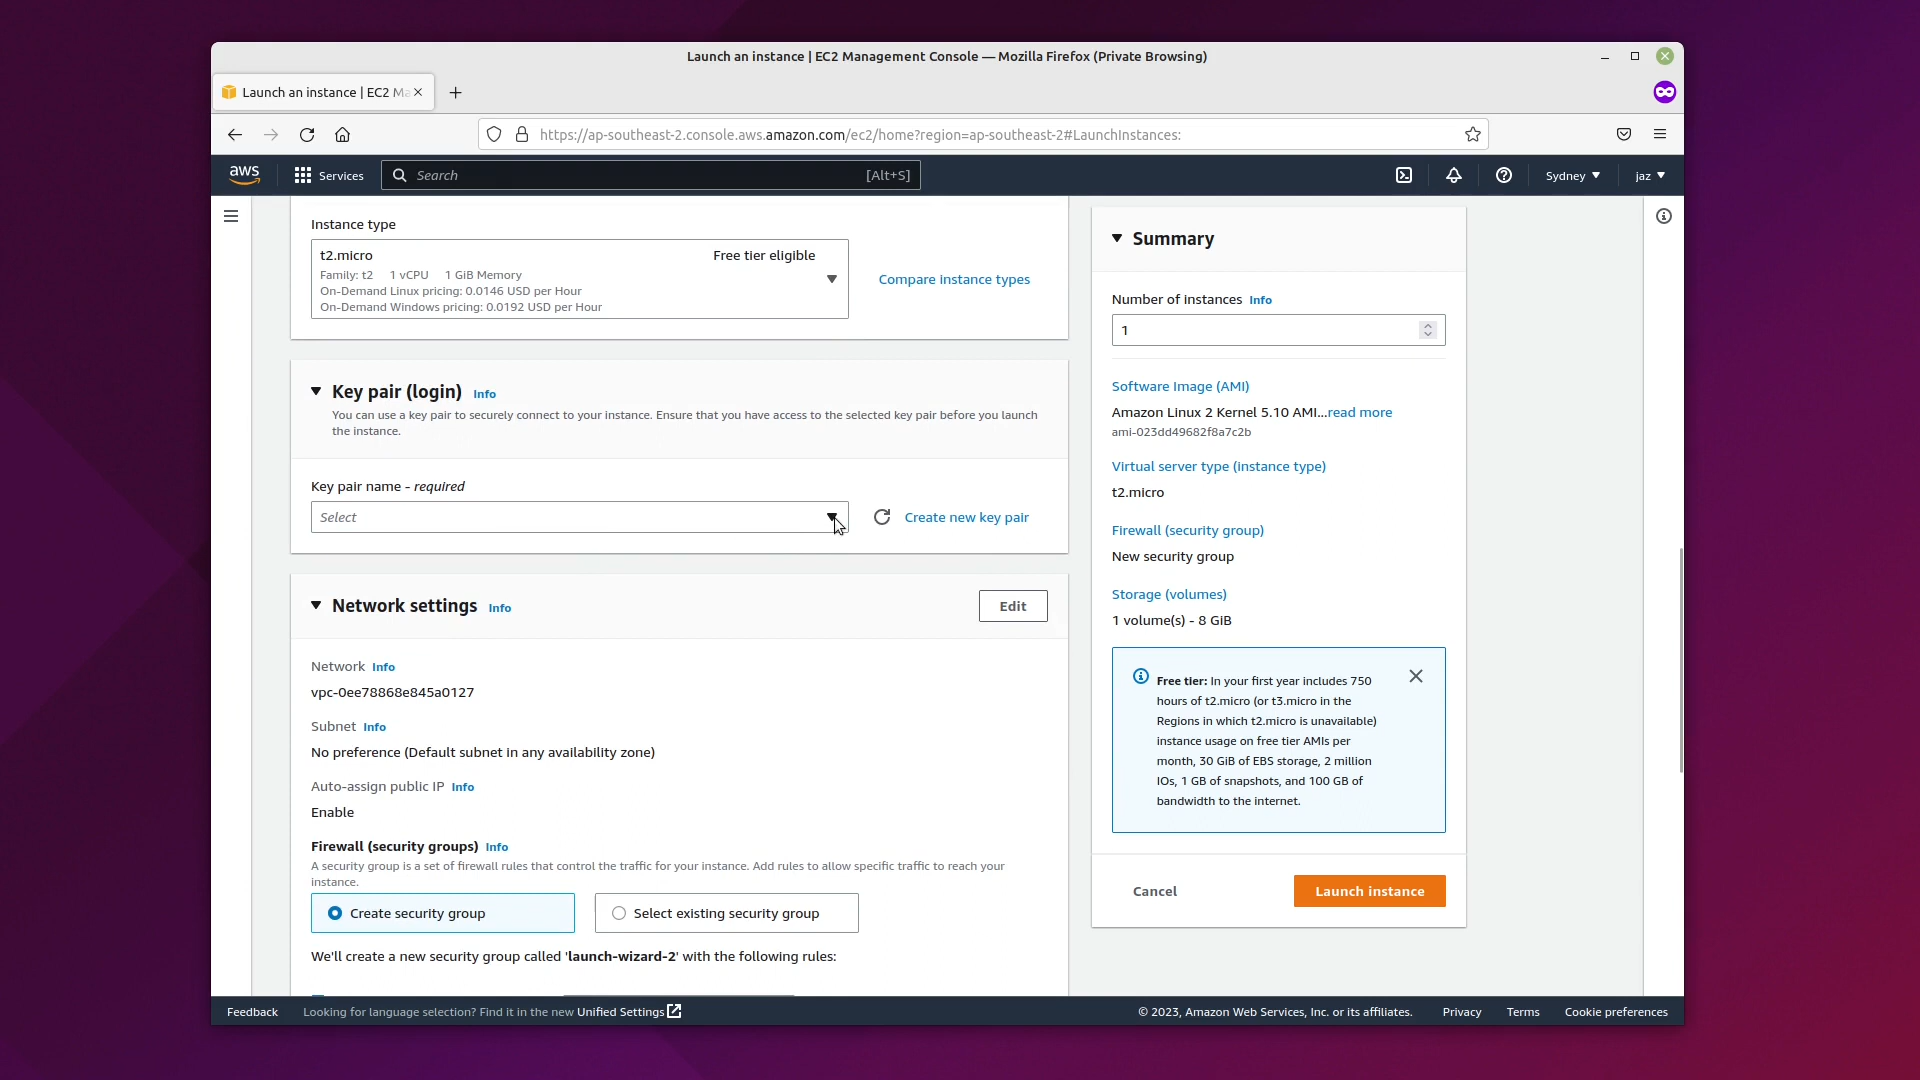 Launch an instance | EC2 Management Console — Mozilla Firefox (Private Browsing)
Launch an instance | EC2 Ma
https://ap-southeast-2.console.aws.amazon.com/ec2/home?region=ap-southeast-2#LaunchInstances:
aws
Services
Search
[Alt+S]
Sydney
jaz
Instance type
t2.micro
Free tier eligible
Family: t2 1 vCPU 1 GiB Memory
On-Demand Linux pricing: 0.0146 USD per Hour
On-Demand Windows pricing: 0.0192 USD per Hour
Compare instance types
Key pair (login) Info
You can use a key pair to securely connect to your instance. Ensure that you have access to the selected key pair before you launch
the instance.
Key pair name - required
Select
Create new key pair
Network settings Info
Edit
Network Info
vpc-0ee78868e845a0127
Subnet Info
No preference (Default subnet in any availability zone)
Auto-assign public IP Info
Enable
Firewall (security groups) Info
A security group is a set of firewall rules that control the traffic for your instance. Add rules to allow specific traffic to reach your
instance.
Create security group
Select existing security group
We'll create a new security group called 'launch-wizard-2' with the following rules:
Summary
Number of instances Info
1
Software Image (AMI)
Amazon Linux 2 Kernel 5.10 AMI...read more
ami-023dd49682f8a7c2b
Virtual server type (instance type)
t2.micro
Firewall (security group)
New security group
Storage (volumes)
1 volume(s) - 8 GiB
Free tier: In your first year includes 750
hours of t2.micro (or t3.micro in the
Regions in which t2.micro is unavailable)
instance usage on free tier AMIs per
month, 30 GiB of EBS storage, 2 million
IOs, 1 GB of snapshots, and 100 GB of
bandwidth to the internet.
Cancel
Launch instance
Feedback
Looking for language selection? Find it in the new Unified Settings
© 2023, Amazon Web Services, Inc. or its affiliates.
Privacy
Terms
Cookie preferences